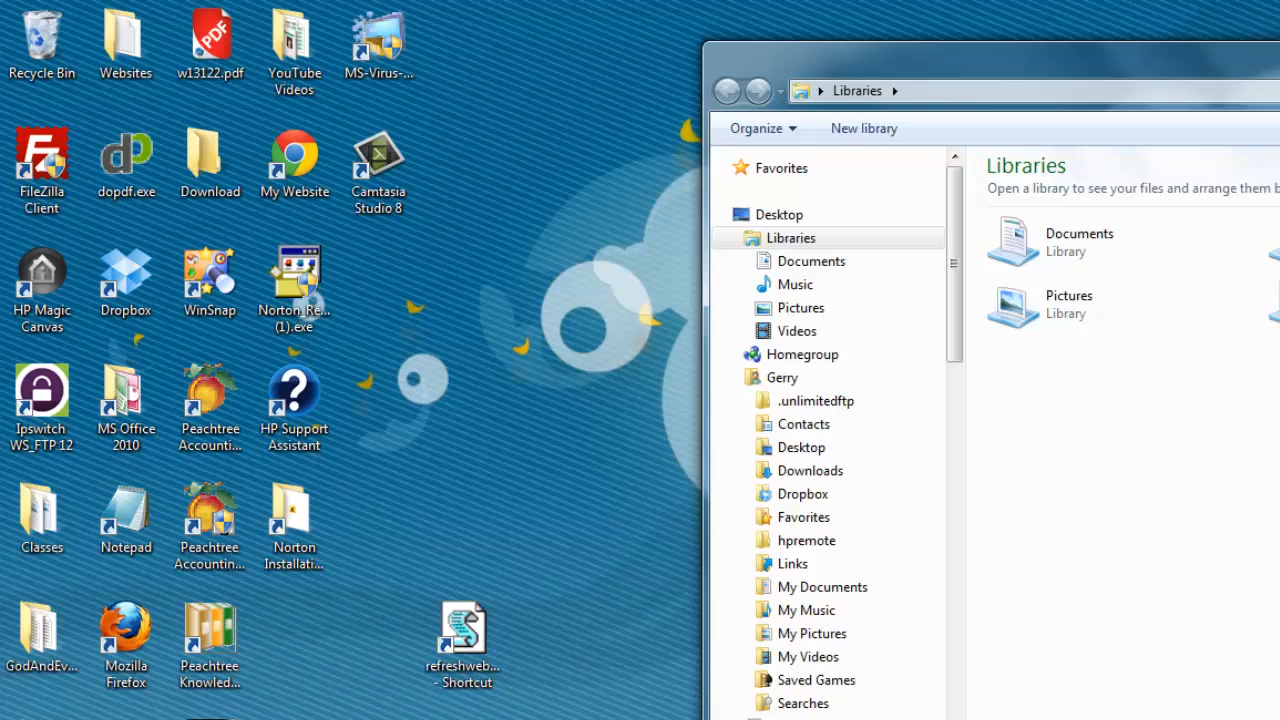 Recycle Bin
Websites
w13122.pdf
YouTube
Videos
MS-Virus-...
FileZilla
Client
dopdf.exe
Download
My Website
Camtasia
Studio 8
HP Magic
Canvas
Dropbox
WinSnap
Norton_Re...
(1).exe
Ipswitch
WS_FTP 12
MS Office
2010
Peachtree
Accounti...
HP Support
Assistant
Classes
Notepad
Peachtree
Accountin...
Norton
Installati...
GodAndEv...
Mozilla
Firefox
Peachtree
Knowled...
refreshweb...
- Shortcut
Libraries
Organize
New library
Favorites
Desktop
Libraries
Documents
Music
Pictures
Videos
Homegroup
Gerry
.unlimitedftp
Contacts
Desktop
Downloads
Dropbox
Favorites
hpremote
Links
My Documents
My Music
My Pictures
My Videos
Saved Games
Searches
Libraries
Open a library to see your files and arrange them b
Documents
Library
Pictures
Library